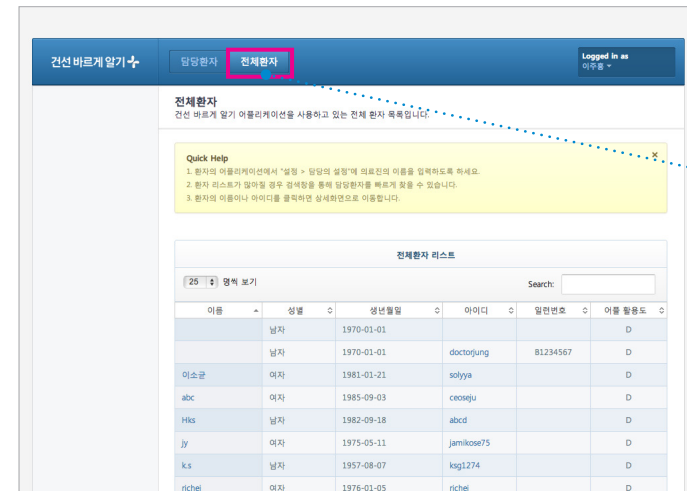 건선 바르게 알기
담당환자 전체환자
Logged in as
이주흥
전체환자
건선 바르게 알기 어플리케이션을 사용하고 있는 전체 환자 목록입니다.
Quick Help ×
1. 환자의 어플리케이션에서 "설정 > 담당의 설정"에 의료진의 이름을 입력하도록 하세요.
2. 환자 리스트가 많아질 경우 검색창을 통해 담당환자를 빠르게 찾을 수 있습니다.
3. 환자의 이름이나 아이디를 클릭하면 상세화면으로 이동합니다.
전체환자 리스트
25 명씩 보기 Search:
이름 성별 생년월일 아이디 일련번호 어플 활용도
남자 1970-01-01 D
남자 1970-01-01 doctorjung 81234567 D
이소균 여자 1981-01-21 solyya D
abc 여자 1985-09-03 ceoseju D
Hks 남자 1982-09-18 abcd D
jy 여자 1975-05-11 jamikose75 D
k.s 남자 1957-08-07 ksg1274 D
richei 여자 1976-01-05 richei D